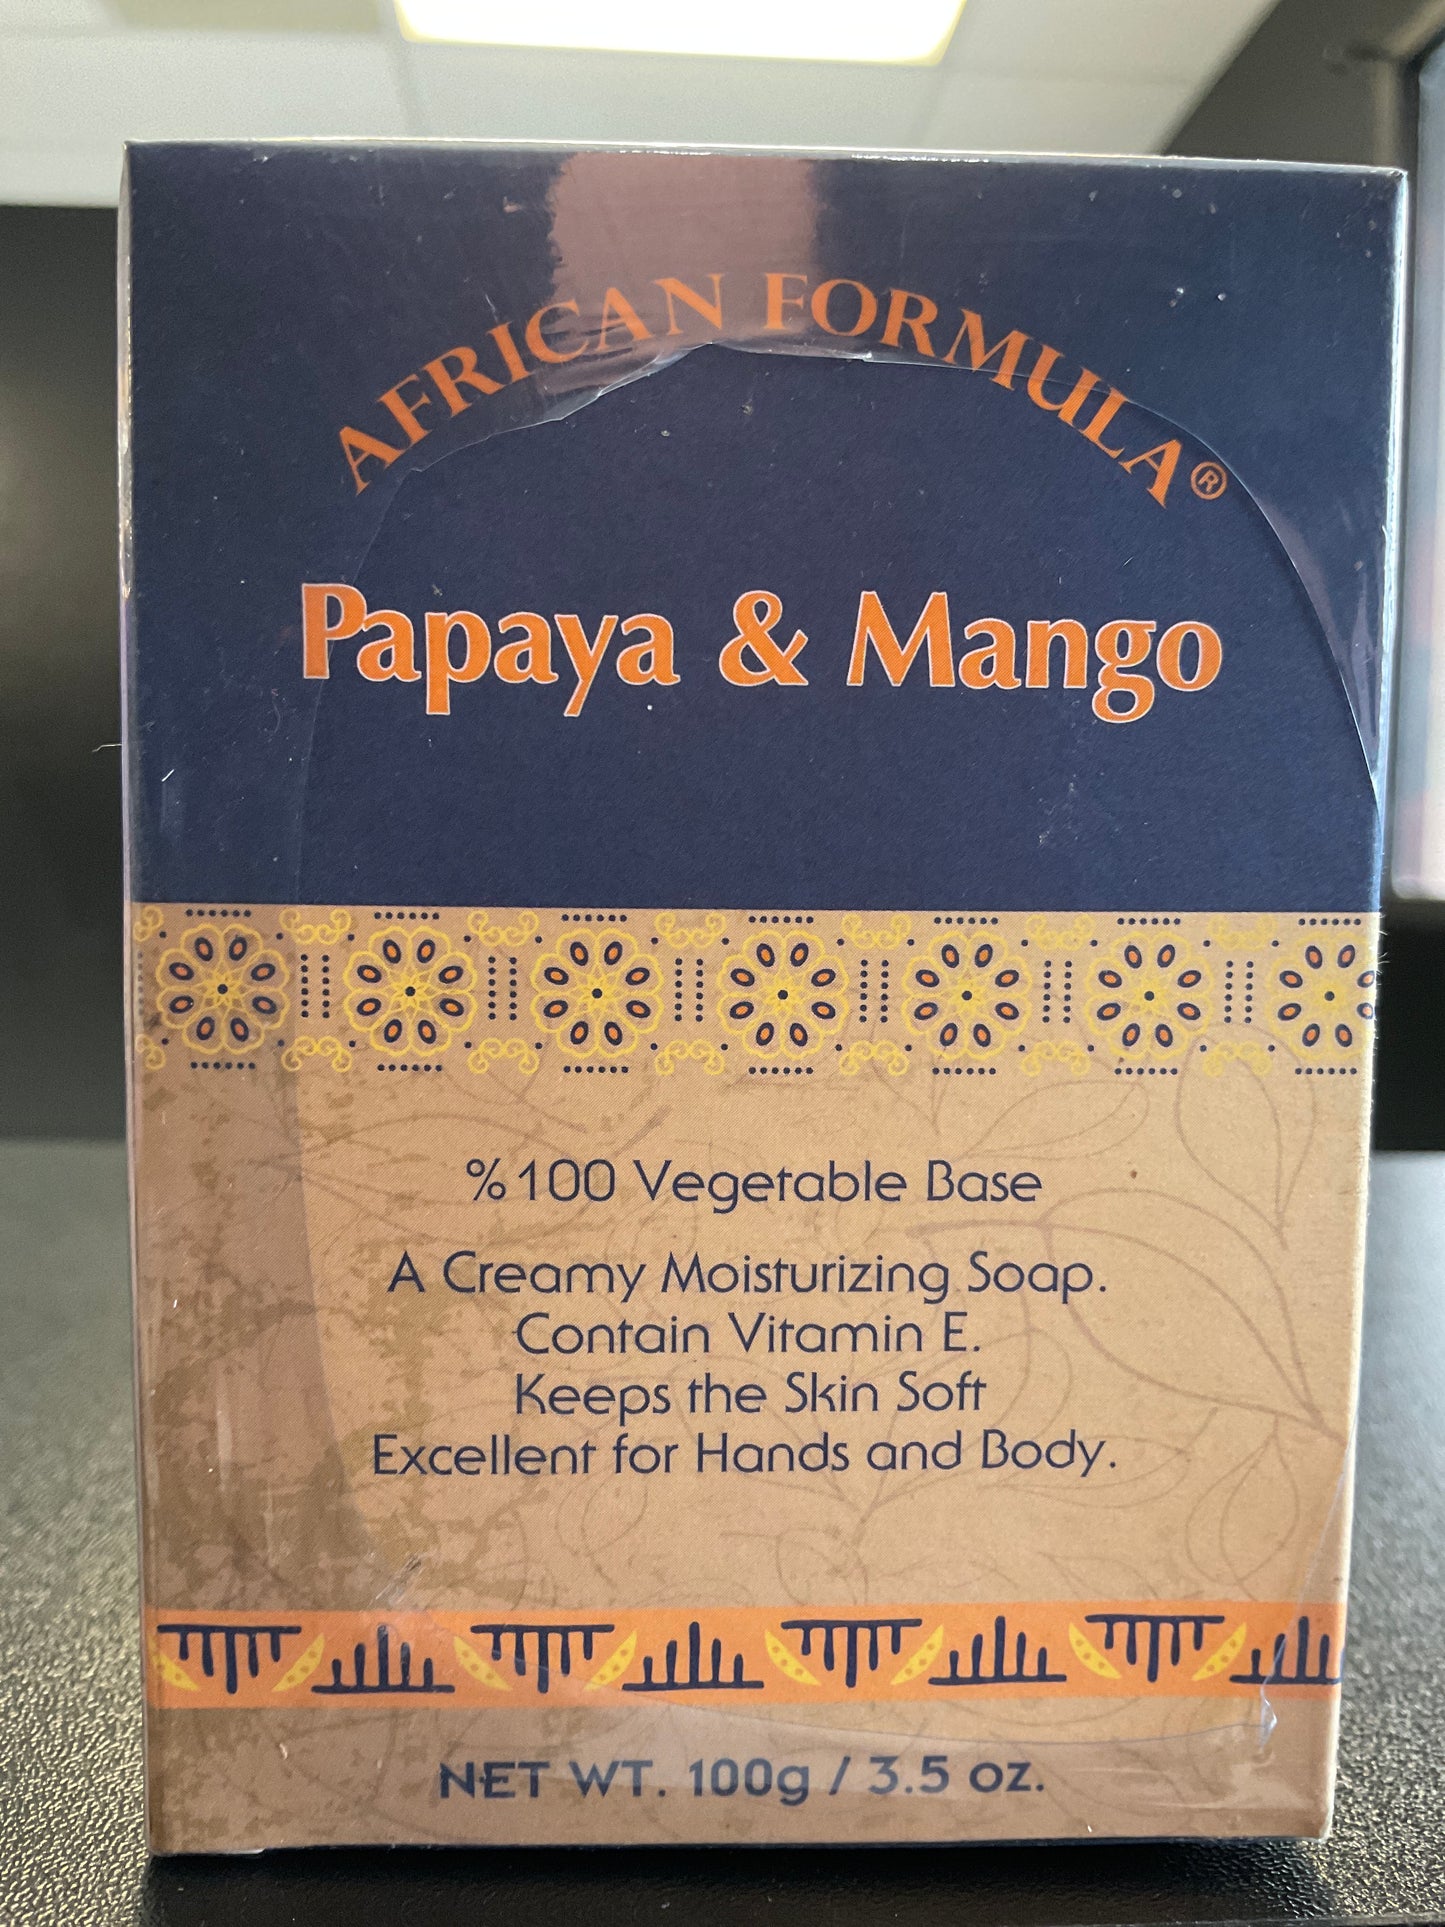 AFRICAN FORMULA®
Papaya & Mango
%100 Vegetable Base
A Creamy Moisturizing Soap.
Contain Vitamin E.
Keeps the Skin Soft
Excellent for Hands and Body.
NET WT. 100g / 3.5 oz.